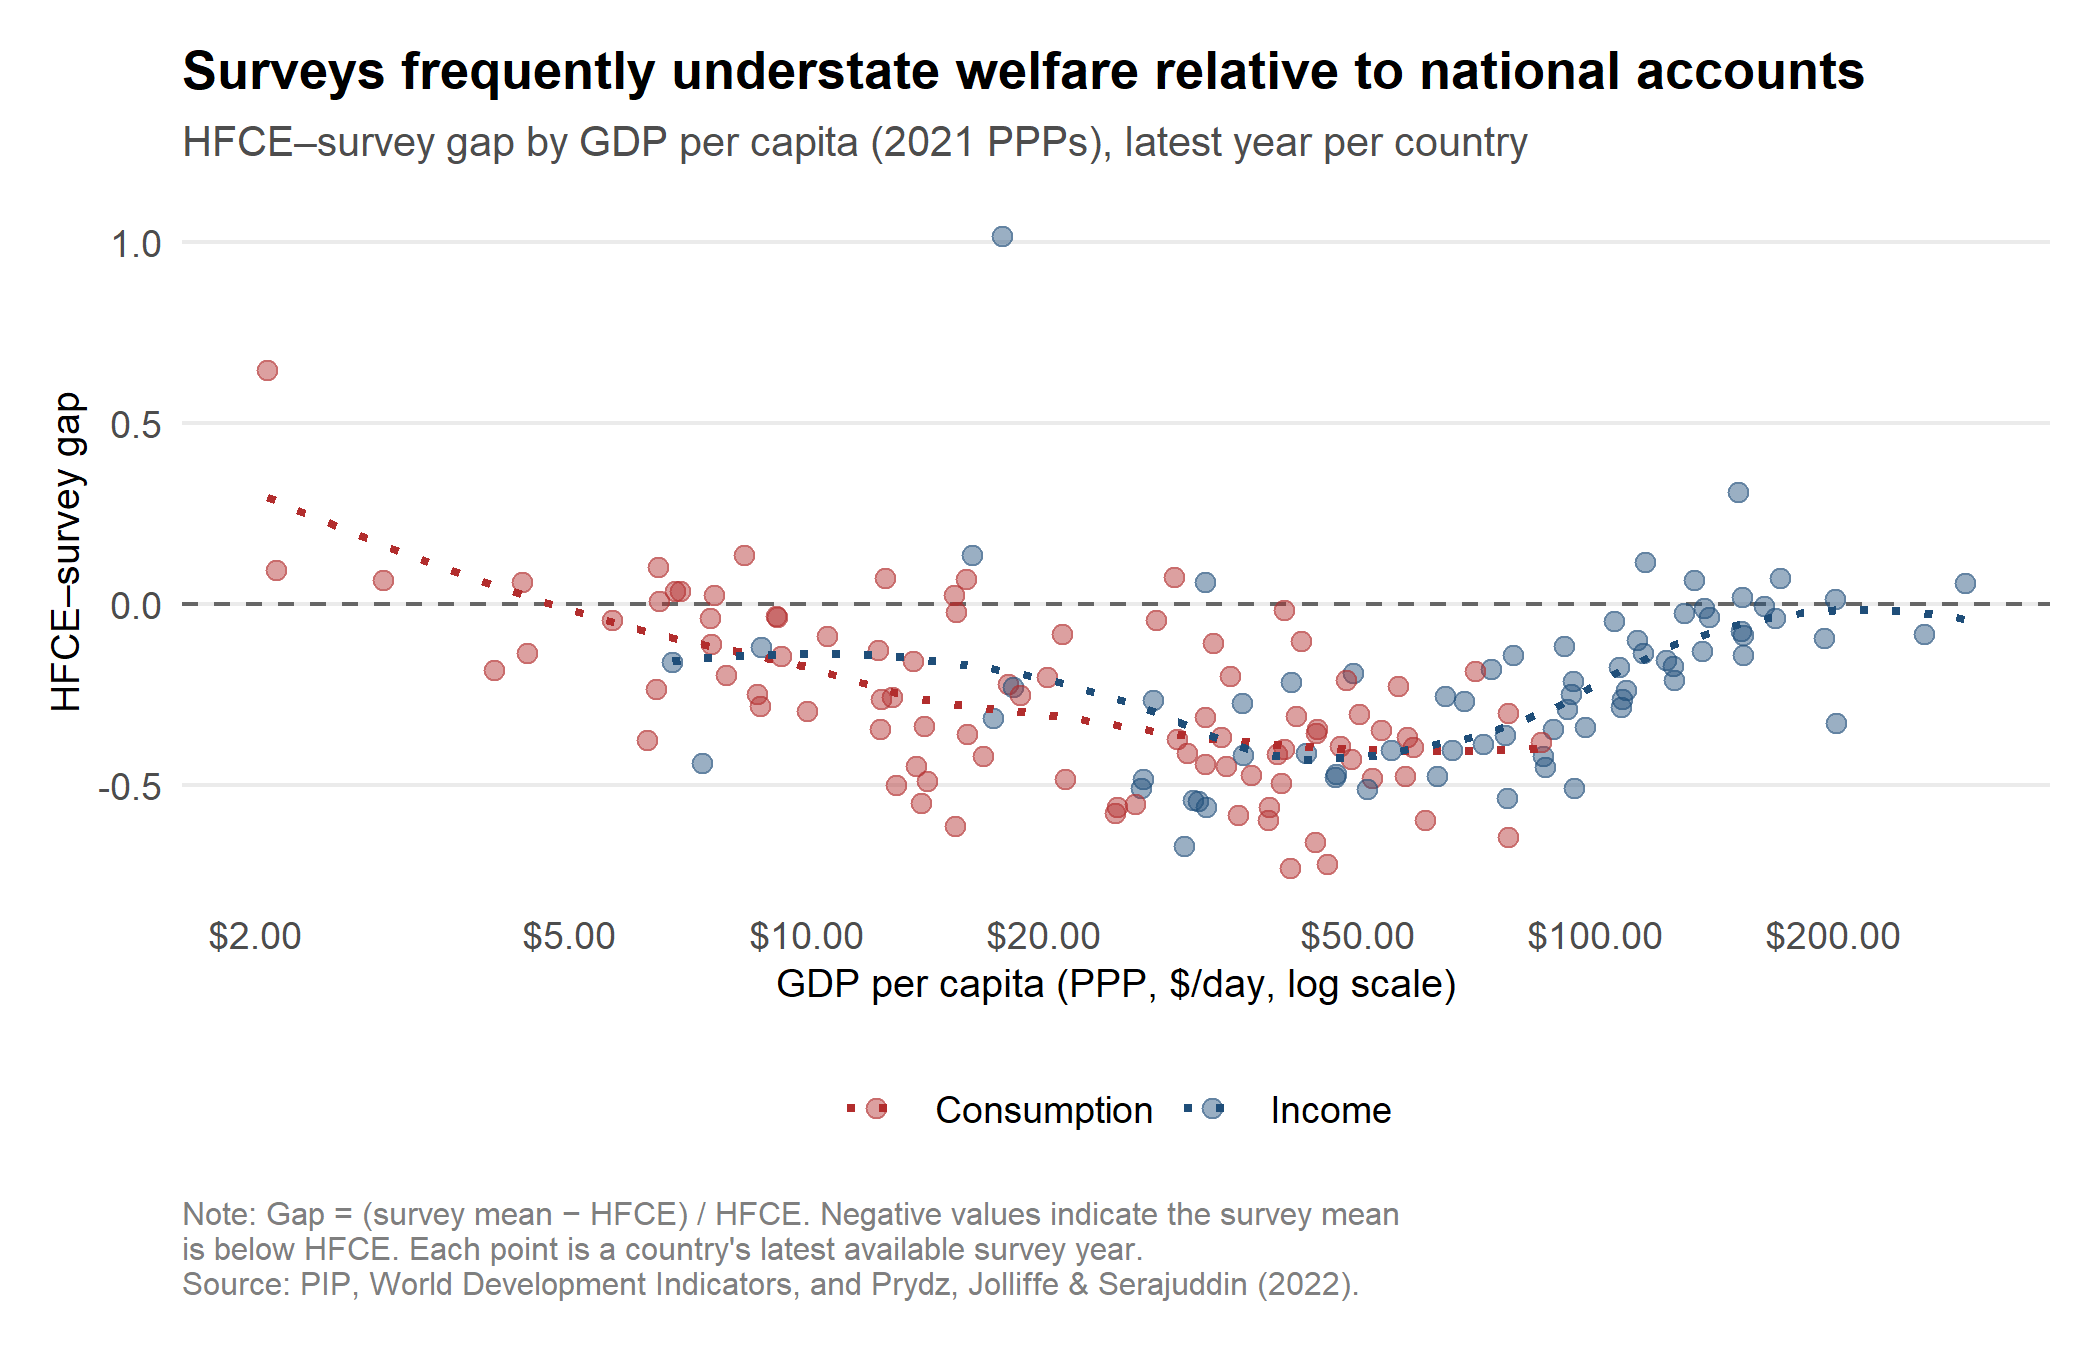 Surveys frequently understate welfare relative to national accounts
HFCE–survey gap by GDP per capita (2021 PPPs), latest year per country
HFCE–survey gap
1.0
0.5
0.0
-0.5
$2.00 $5.00 $10.00 $20.00 $50.00 $100.00 $200.00
GDP per capita (PPP, $/day, log scale)
Consumption Income
Note: Gap = (survey mean − HFCE) / HFCE. Negative values indicate the survey mean
is below HFCE. Each point is a country's latest available survey year.
Source: PIP, World Development Indicators, and Prydz, Jolliffe & Serajuddin (2022).